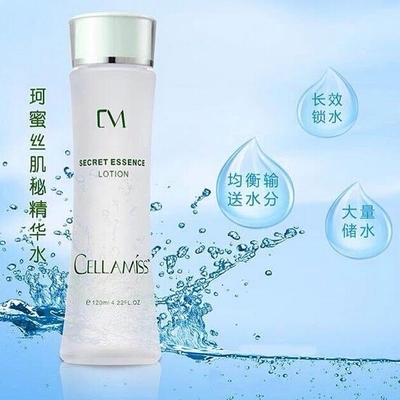 珂蜜丝肌秘精华水
CM
SECRET ESSENCE
LOTION
CELLAMISS
℮120ml 4.22FL.OZ
长效
锁水
均衡输
送水分
大量
储水